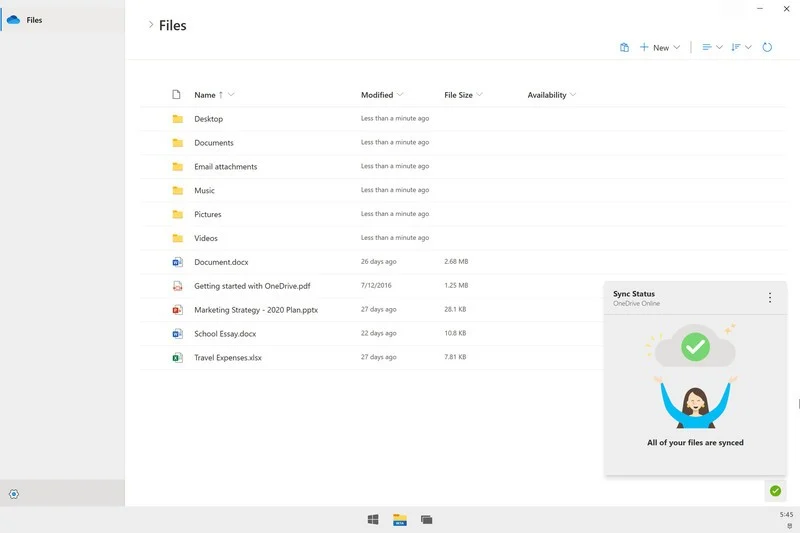 Files
Files
New
Name Modified File Size Availability
Desktop Less than a minute ago
Documents Less than a minute ago
Email attachments Less than a minute ago
Music Less than a minute ago
Pictures Less than a minute ago
Videos Less than a minute ago
Document.docx 26 days ago 2.68 MB
Getting started with OneDrive.pdf 7/12/2016 1.25 MB
Marketing Strategy - 2020 Plan.pptx 27 days ago 28.1 KB
School Essay.docx 22 days ago 10.8 KB
Travel Expenses.xlsx 27 days ago 7.81 KB
Sync Status
OneDrive Online
All of your files are synced
5:45